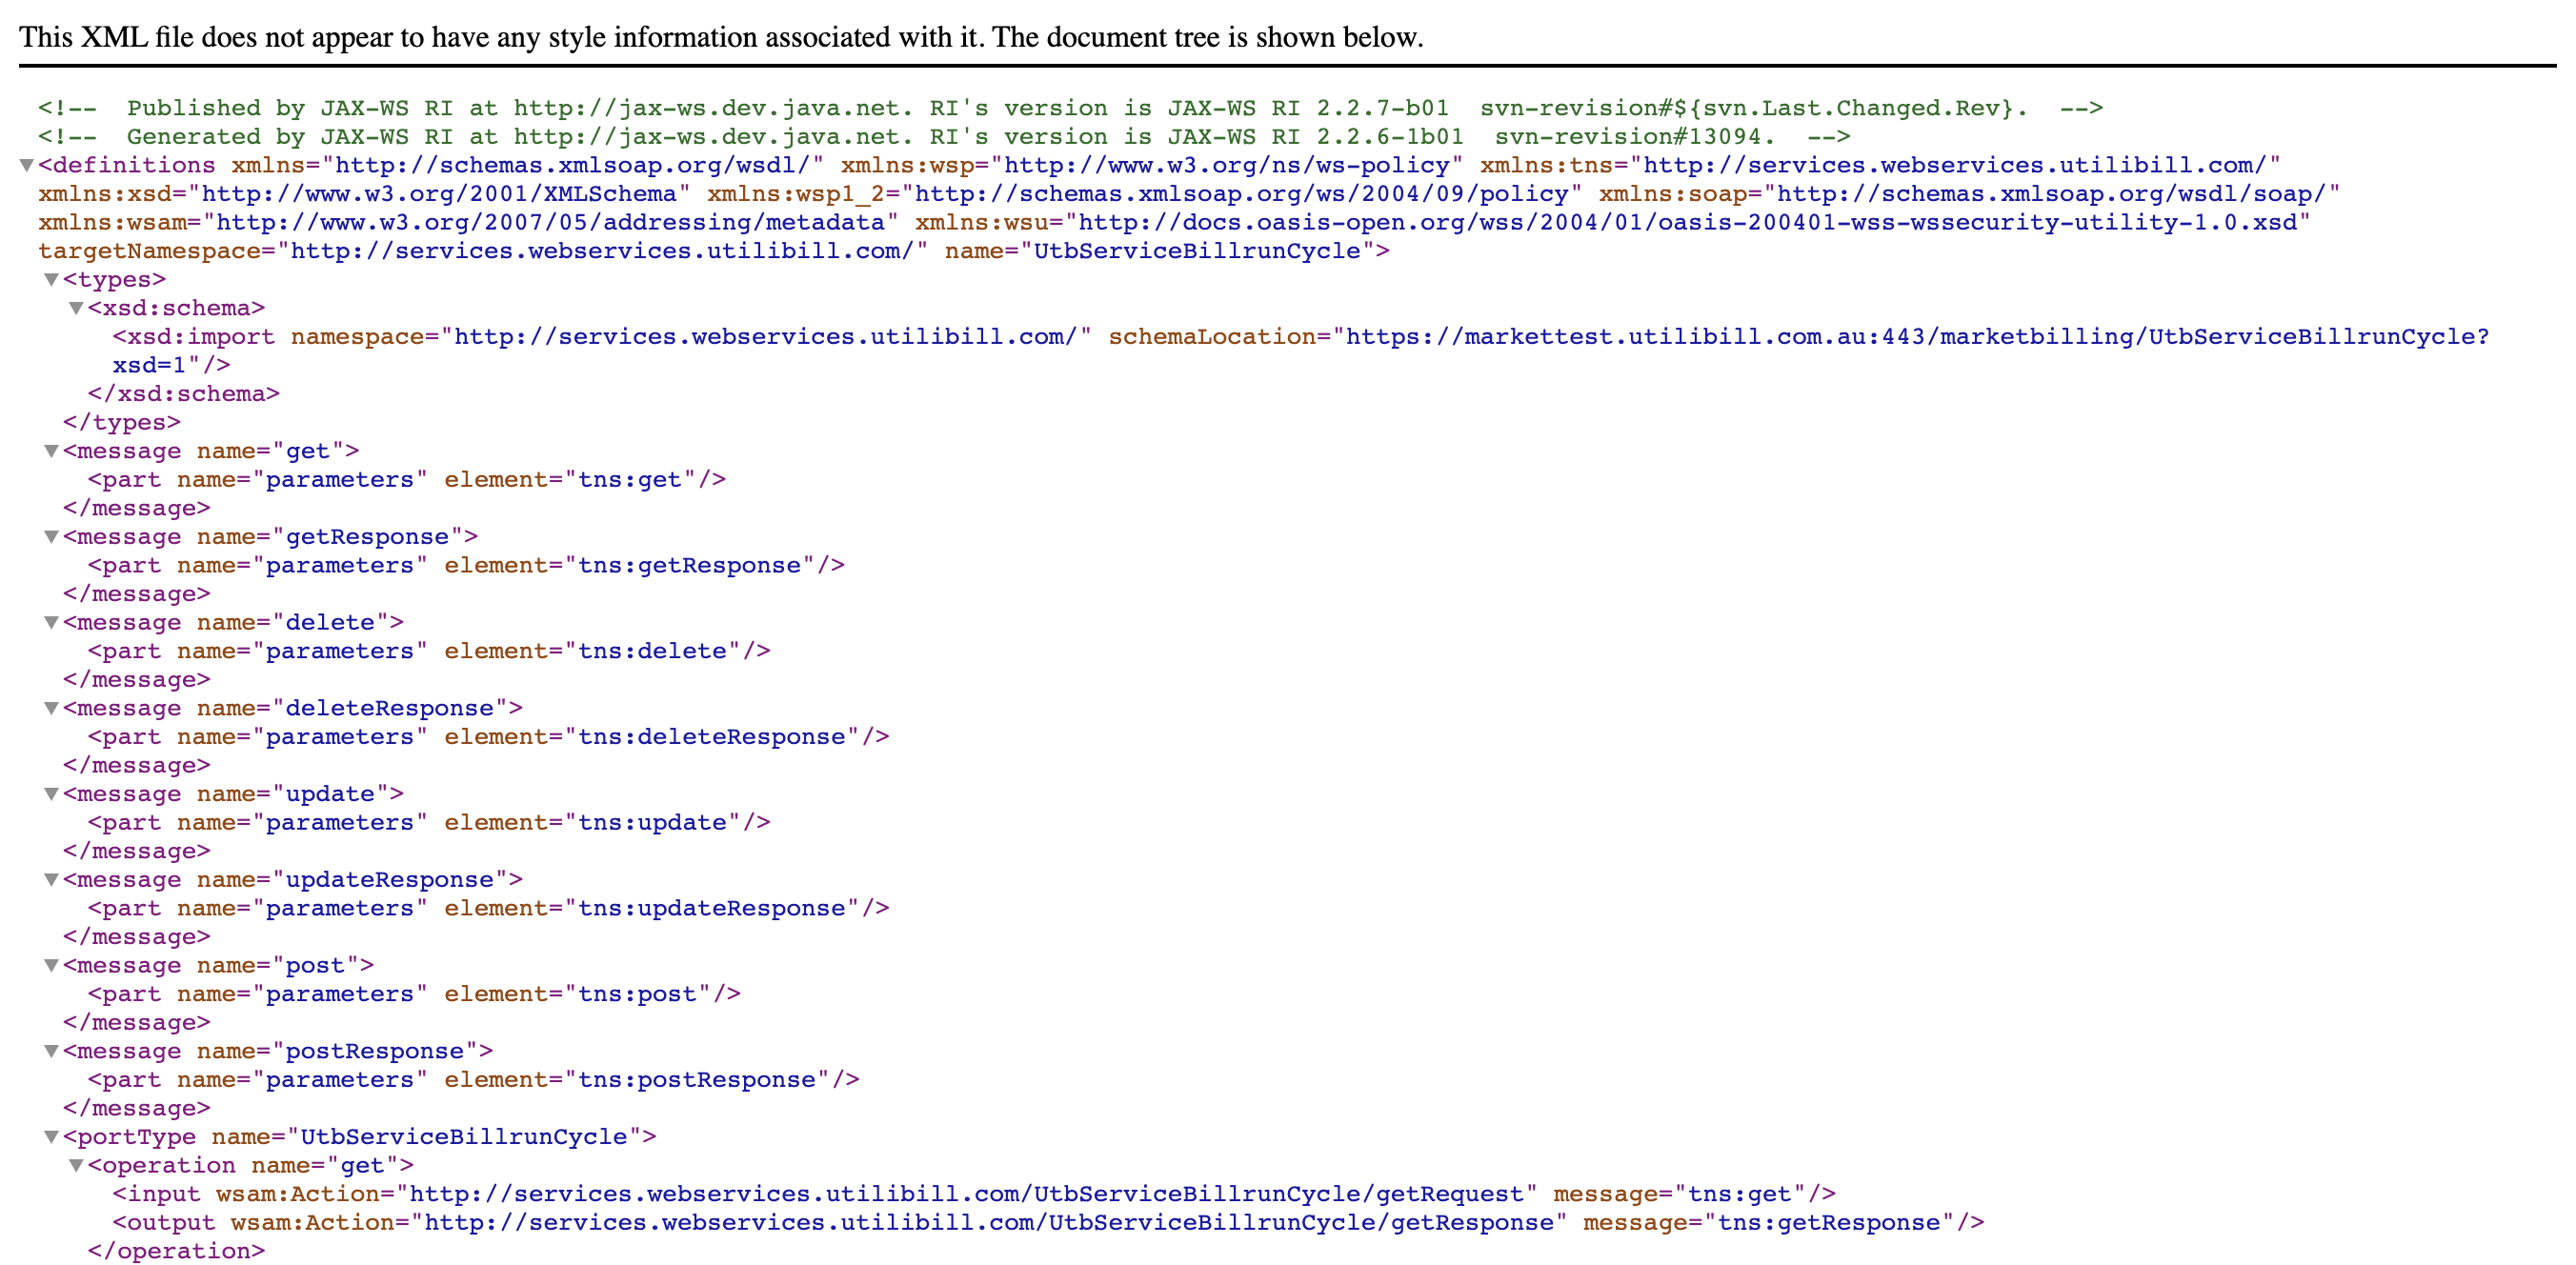 This XML file does not appear to have any style information associated with it. The document tree is shown below.
<!--  Published by JAX-WS RI at http://jax-ws.dev.java.net. RI's version is JAX-WS RI 2.2.7-b01  svn-revision#${svn.Last.Changed.Rev}.  -->
<!--  Generated by JAX-WS RI at http://jax-ws.dev.java.net. RI's version is JAX-WS RI 2.2.6-1b01  svn-revision#13094.  -->
▼<definitions xmlns="http://schemas.xmlsoap.org/wsdl/" xmlns:wsp="http://www.w3.org/ns/ws-policy" xmlns:tns="http://services.webservices.utilibill.com/"
xmlns:xsd="http://www.w3.org/2001/XMLSchema" xmlns:wsp1_2="http://schemas.xmlsoap.org/ws/2004/09/policy" xmlns:soap="http://schemas.xmlsoap.org/wsdl/soap/"
xmlns:wsam="http://www.w3.org/2007/05/addressing/metadata" xmlns:wsu="http://docs.oasis-open.org/wss/2004/01/oasis-200401-wss-wssecurity-utility-1.0.xsd"
targetNamespace="http://services.webservices.utilibill.com/" name="UtbServiceBillrunCycle">
▼<types>
▼<xsd:schema>
<xsd:import namespace="http://services.webservices.utilibill.com/" schemaLocation="https://markettest.utilibill.com.au:443/marketbilling/UtbServiceBillrunCycle?
xsd=1"/>
</xsd:schema>
</types>
▼<message name="get">
<part name="parameters" element="tns:get"/>
</message>
▼<message name="getResponse">
<part name="parameters" element="tns:getResponse"/>
</message>
▼<message name="delete">
<part name="parameters" element="tns:delete"/>
</message>
▼<message name="deleteResponse">
<part name="parameters" element="tns:deleteResponse"/>
</message>
▼<message name="update">
<part name="parameters" element="tns:update"/>
</message>
▼<message name="updateResponse">
<part name="parameters" element="tns:updateResponse"/>
</message>
▼<message name="post">
<part name="parameters" element="tns:post"/>
</message>
▼<message name="postResponse">
<part name="parameters" element="tns:postResponse"/>
</message>
▼<portType name="UtbServiceBillrunCycle">
▼<operation name="get">
<input wsam:Action="http://services.webservices.utilibill.com/UtbServiceBillrunCycle/getRequest" message="tns:get"/>
<output wsam:Action="http://services.webservices.utilibill.com/UtbServiceBillrunCycle/getResponse" message="tns:getResponse"/>
</operation>